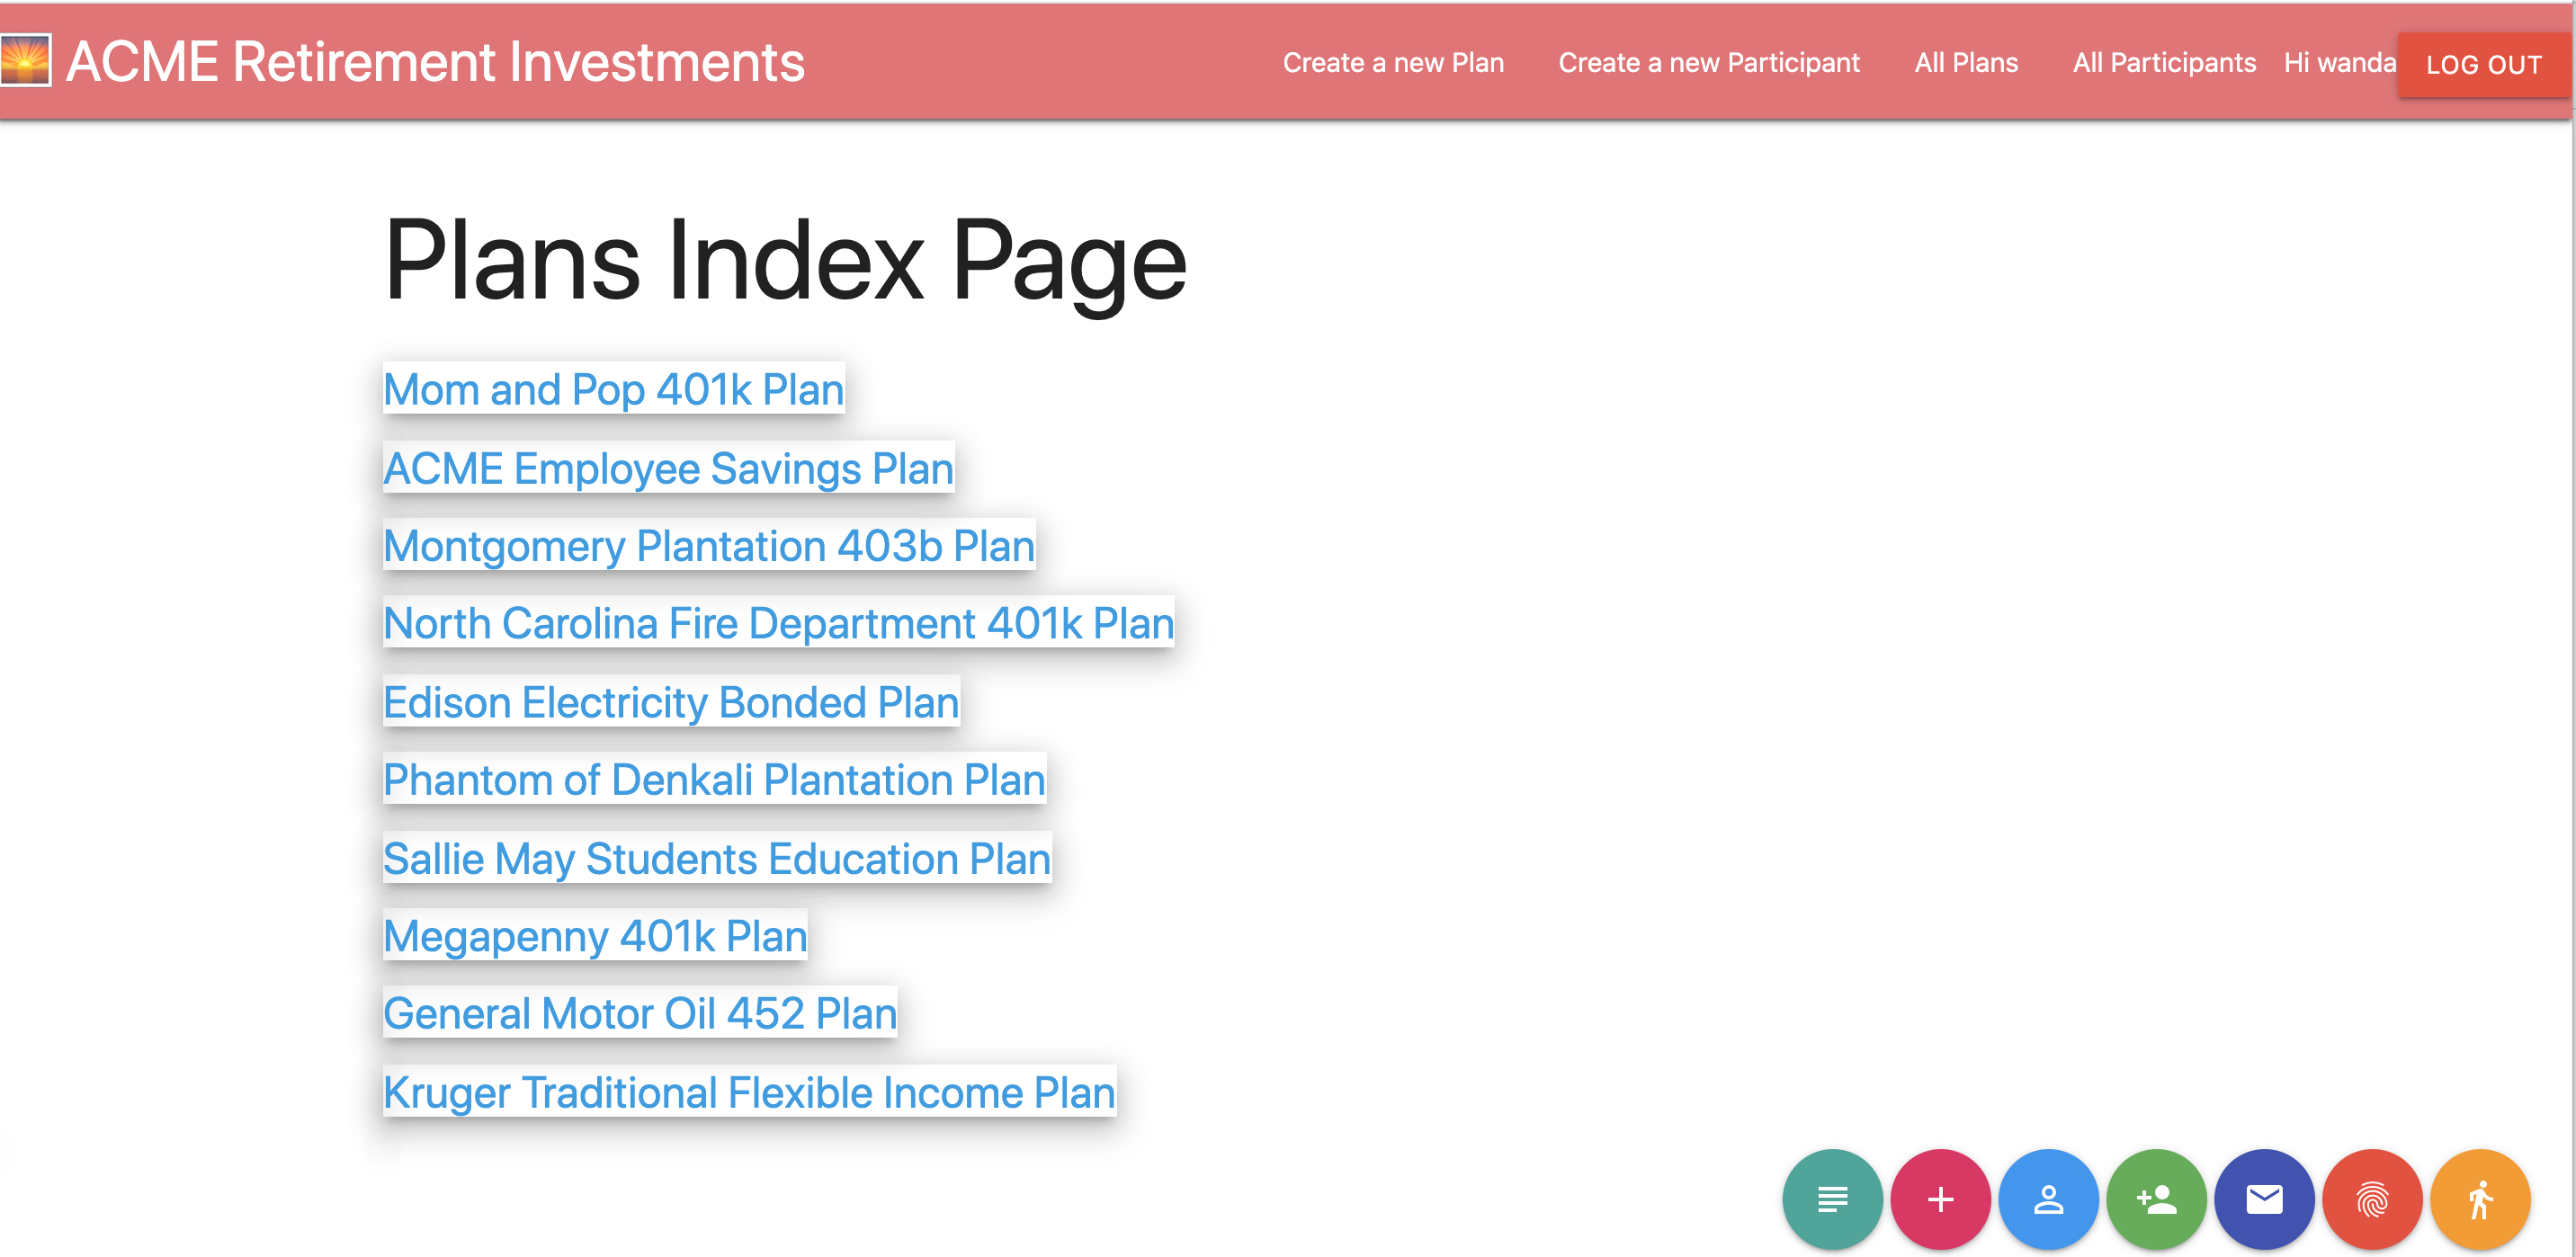 ACME Retirement Investments
Create a new Plan
Create a new Participant
All Plans
All Participants
Hi wanda
LOG OUT
Plans Index Page
Mom and Pop 401k Plan
ACME Employee Savings Plan
Montgomery Plantation 403b Plan
North Carolina Fire Department 401k Plan
Edison Electricity Bonded Plan
Phantom of Denkali Plantation Plan
Sallie May Students Education Plan
Megapenny 401k Plan
General Motor Oil 452 Plan
Kruger Traditional Flexible Income Plan